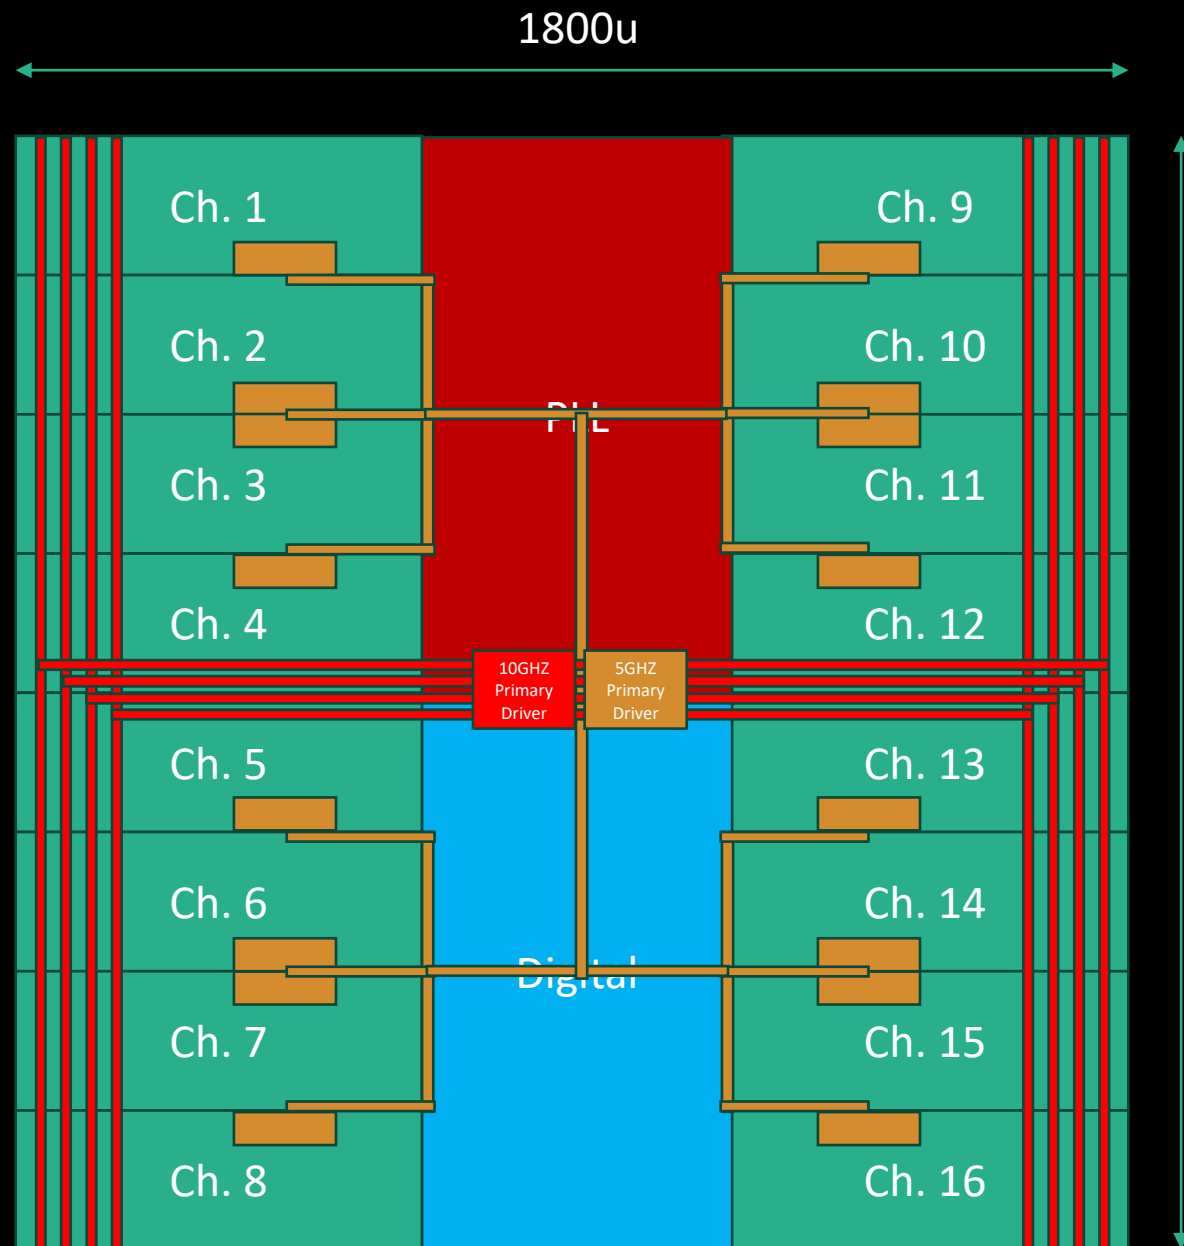 1800u
Ch. 1
Ch. 9
Ch. 2
Ch. 10
PLL
Ch. 3
Ch. 11
Ch. 4
Ch. 12
10GHZ
Primary
Driver
5GHZ
Primary
Driver
Ch. 5
Ch. 13
Ch. 6
Ch. 14
Digital
Ch. 7
Ch. 15
Ch. 8
Ch. 16